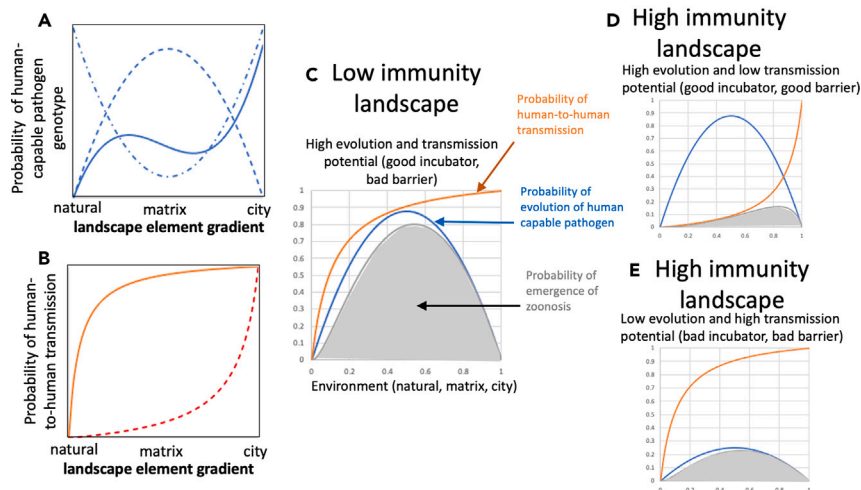 A
Probability of human-
capable pathogen
genotype
natural
matrix
city
landscape element gradient
B
Probability of human-
to-human transmission
natural
matrix
city
landscape element gradient
C
Low immunity
landscape
High evolution and transmission
potential (good incubator,
bad barrier)
1
0.9
0.8
0.7
0.6
0.5
0.4
0.3
0.2
0.1
0
0
0.2
0.4
0.6
0.8
1
Environment (natural, matrix, city)
Probability of
human-to-human
transmission
Probability of
evolution of human
capable pathogen
Probability of
emergence of
zoonosis
D
High immunity
landscape
High evolution and low transmission
potential (good incubator, good barrier)
1
0.9
0.8
0.7
0.6
0.5
0.4
0.3
0.2
0.1
0
0
0.2
0.4
0.6
0.8
1
E
High immunity
landscape
Low evolution and high transmission
potential (bad incubator, bad barrier)
1
0.9
0.8
0.7
0.6
0.5
0.4
0.3
0.2
0.1
0